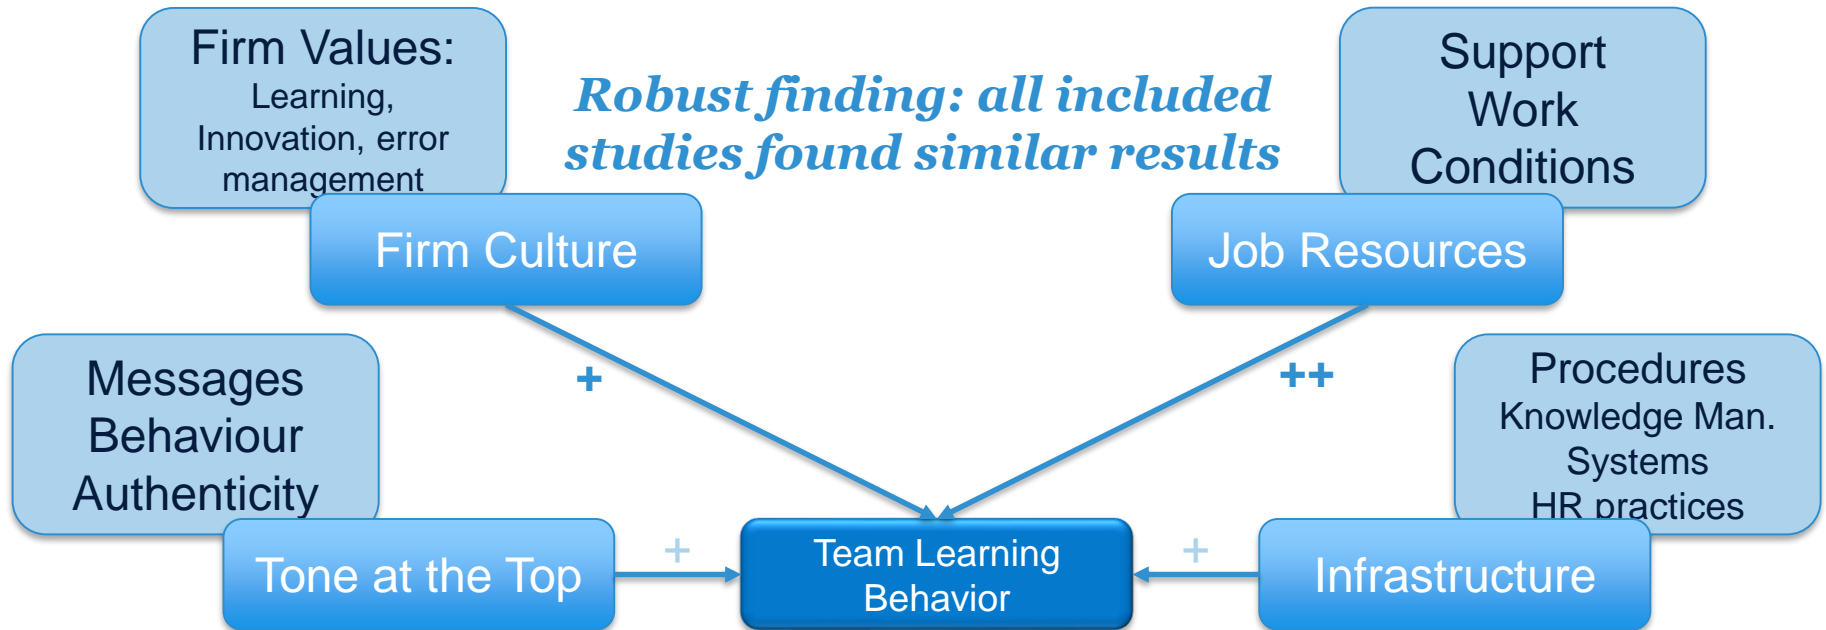 Firm Values:
Learning,
Innovation, error
management
Firm Culture
Robust finding: all included
studies found similar results
Support
Work
Conditions
Job Resources
+
++
Messages
Behaviour
Authenticity
Tone at the Top
+
Team Learning
Behavior
+
Procedures
Knowledge Man.
Systems
HR practices
Infrastructure